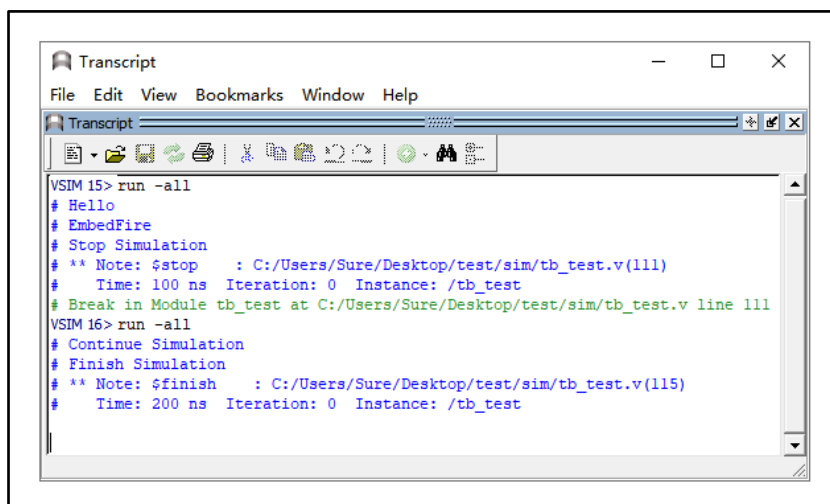 Transcript
File Edit View Bookmarks Window Help
Transcript
VSIM 15> run -all
# Hello
# EmbedFire
# Stop Simulation
# ** Note: $stop    : C:/Users/Sure/Desktop/test/sim/tb_test.v(111)
#    Time: 100 ns  Iteration: 0  Instance: /tb_test
# Break in Module tb_test at C:/Users/Sure/Desktop/test/sim/tb_test.v line 111
VSIM 16> run -all
# Continue Simulation
# Finish Simulation
# ** Note: $finish    : C:/Users/Sure/Desktop/test/sim/tb_test.v(115)
#    Time: 200 ns  Iteration: 0  Instance: /tb_test